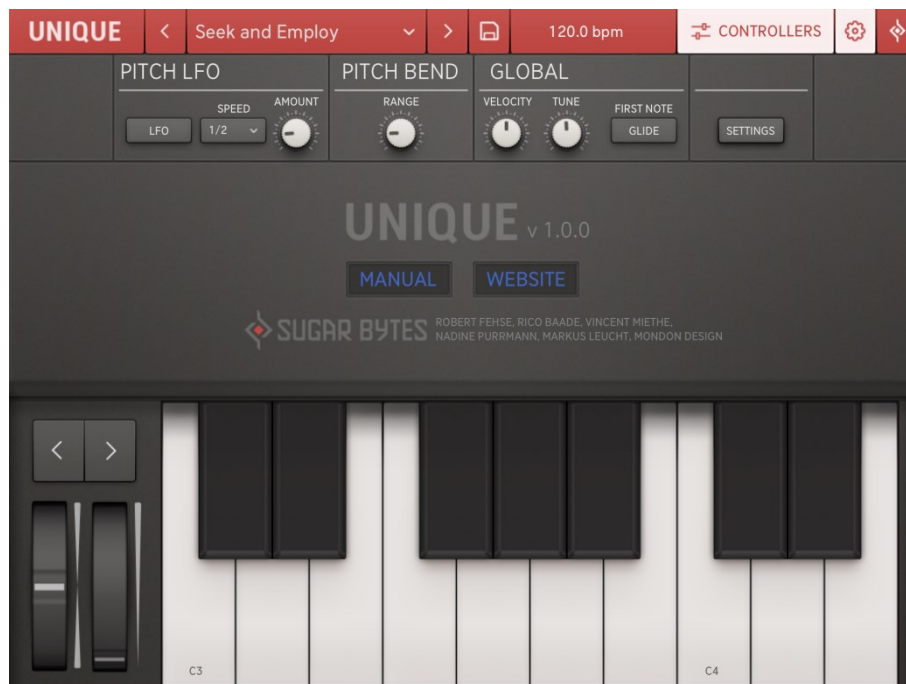 UNIQUE < Seek and Employ > 120.0 bpm CONTROLLERS
PITCH LFO PITCH BEND GLOBAL
SPEED AMOUNT RANGE VELOCITY TUNE FIRST NOTE
LFO 1/2 GLIDE SETTINGS
UNIQUE v 1.0.0
MANUAL WEBSITE
SUGAR BYTES
ROBERT FEHSE, RICO BAADE, VINCENT MIETHE,
NADINE PURRMANN, MARKUS LEUCHT, MONDON DESIGN
< >
C3 C4